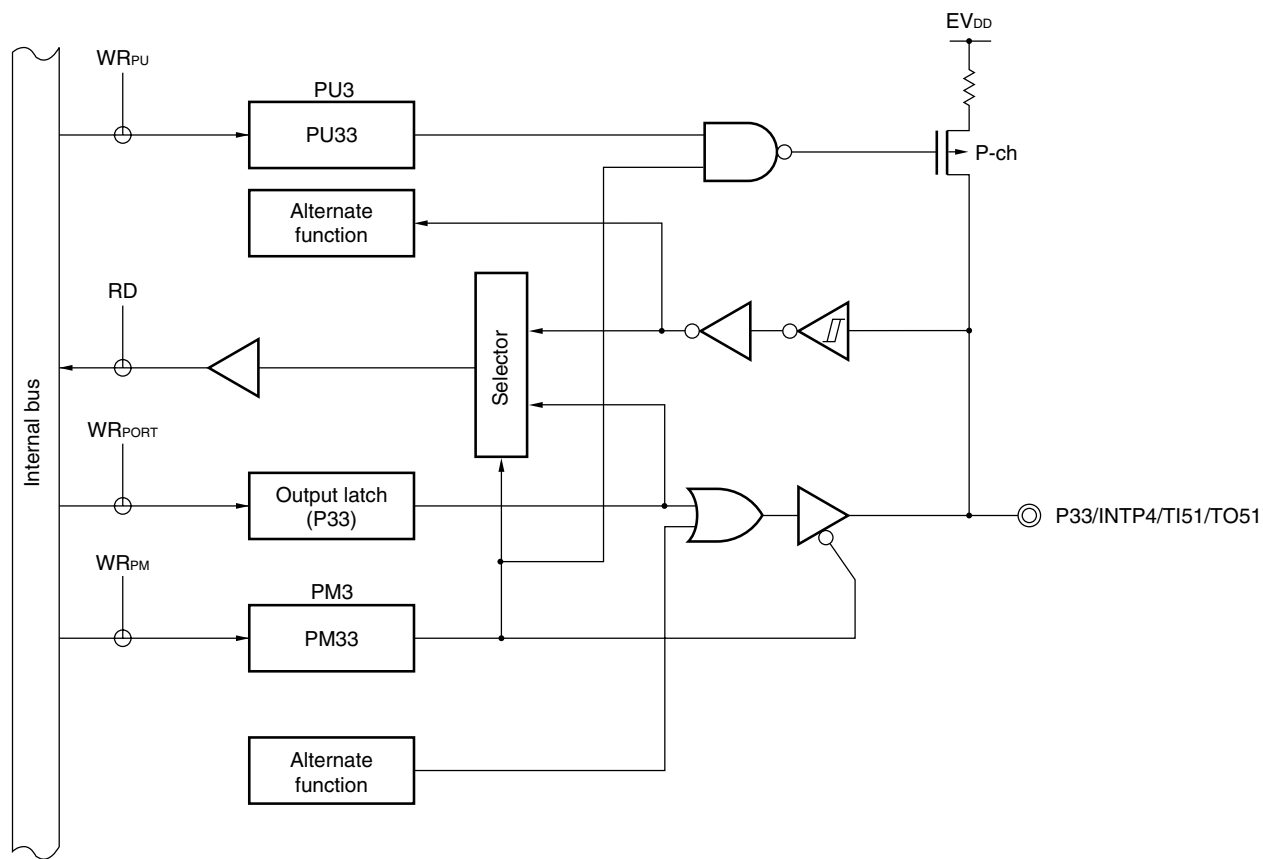 EVDD
WRPU
PU3
PU33
P-ch
Alternate
function
RD
Selector
Internal bus
WRPORT
Output latch
(P33)
P33/INTP4/TI51/TO51
WRPM
PM3
PM33
Alternate
function